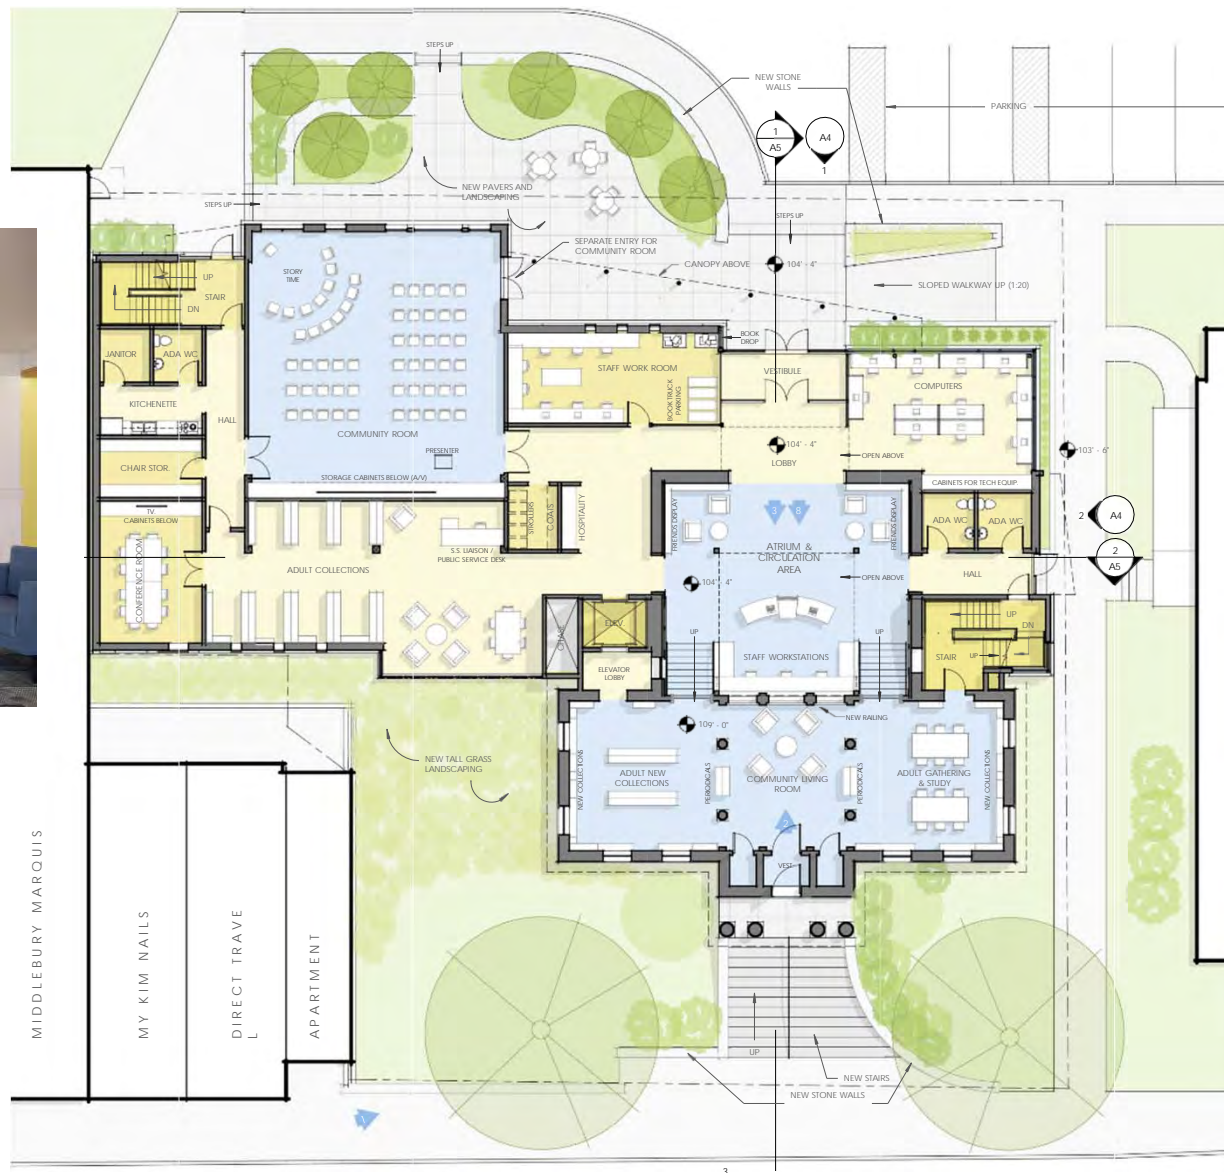 STEPS UP
NEW STONE
WALLS
PARKING
1
A5
A4
1
NEW PAVERS AND
LANDSCAPING
STEPS UP
STEPS UP
SEPARATE ENTRY FOR
COMMUNITY ROOM
CANOPY ABOVE
104' - 4"
SLOPED WALKWAY UP (1:20)
STORY
TIME
UP
STAIR
DN
BOOK
DROP
JANITOR
ADA WC
STAFF WORK ROOM
VESTIBULE
COMPUTERS
BOOK TRUCK
PARKING
KITCHENETTE
HALL
COMMUNITY ROOM
PRESENTER
104' - 4"
LOBBY
OPEN ABOVE
103' - 6"
CHAIR STOR.
STORAGE CABINETS BELOW (A/V)
CABINETS FOR TECH EQUIP.
TV
CABINETS BELOW
STROLLERS
COATS
HOSPITALITY
FRIENDS DISPLAY
3
8
FRIENDS DISPLAY
ADA WC
ADA WC
2
A4
ATRIUM &
CIRCULATION
AREA
S.S. LIAISON /
PUBLIC SERVICE DESK
2
A5
CONFERENCE ROOM
ADULT COLLECTIONS
104' - 4"
OPEN ABOVE
HALL
CHASE
ELEV.
UP
UP
UP
DN
STAIR
UP
STAFF WORKSTATIONS
ELEVATOR
LOBBY
109' - 0"
NEW RAILING
NEW TALL GRASS
LANDSCAPING
NEW COLLECTIONS
ADULT NEW
COLLECTIONS
PERIODICALS
COMMUNITY LIVING
ROOM
PERIODICALS
ADULT GATHERING
& STUDY
NEW COLLECTIONS
2
VEST.
MIDDLEBURY MARQUIS
MY KIM NAILS
DIRECT TRAVE
L
APARTMENT
UP
NEW STAIRS
NEW STONE WALLS
1
3